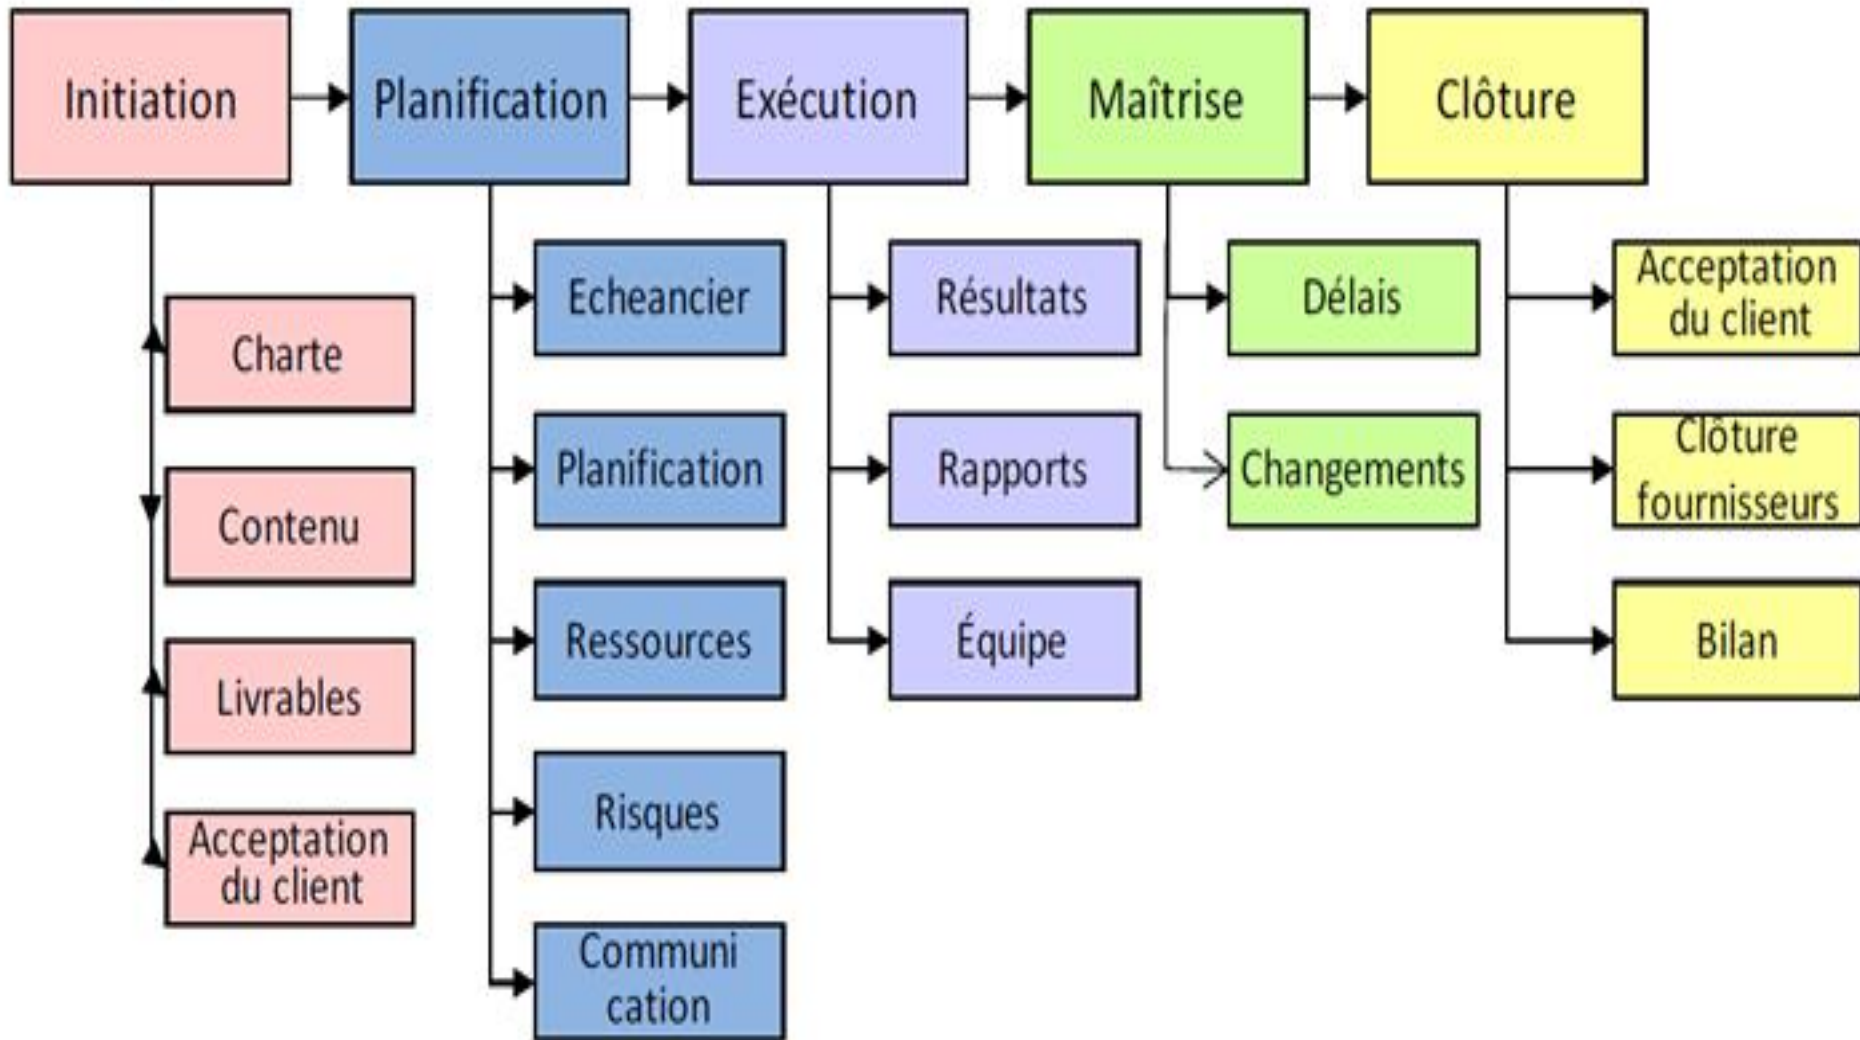 Initiation
Planification
Exécution
Maîtrise
Clôture
Charte
Contenu
Livrables
Acceptation
du client
Echeancier
Planification
Ressources
Risques
Communi
cation
Résultats
Rapports
Équipe
Délais
Changements
Acceptation
du client
Clôture
fournisseurs
Bilan